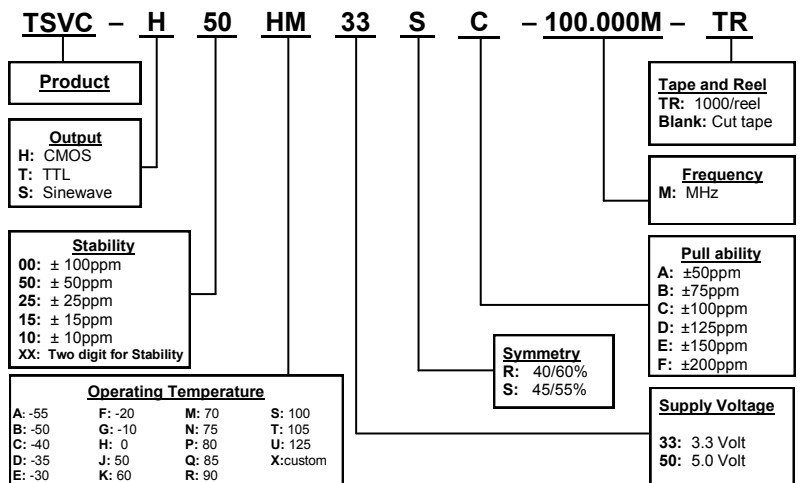 TSVC – H 50 HM 33 S C – 100.000M – TR
Product
Output
H: CMOS
T: TTL
S: Sinewave
Stability
00: ± 100ppm
50: ± 50ppm
25: ± 25ppm
15: ± 15ppm
10: ± 10ppm
XX: Two digit for Stability
Operating Temperature
A: -55 F: -20 M: 70 S: 100
B: -50 G: -10 N: 75 T: 105
C: -40 H: 0 P: 80 U: 125
D: -35 J: 50 Q: 85 X:custom
E: -30 K: 60 R: 90
Symmetry
R: 40/60%
S: 45/55%
Tape and Reel
TR: 1000/reel
Blank: Cut tape
Frequency
M: MHz
Pull ability
A: ±50ppm
B: ±75ppm
C: ±100ppm
D: ±125ppm
E: ±150ppm
F: ±200ppm
Supply Voltage
33: 3.3 Volt
50: 5.0 Volt